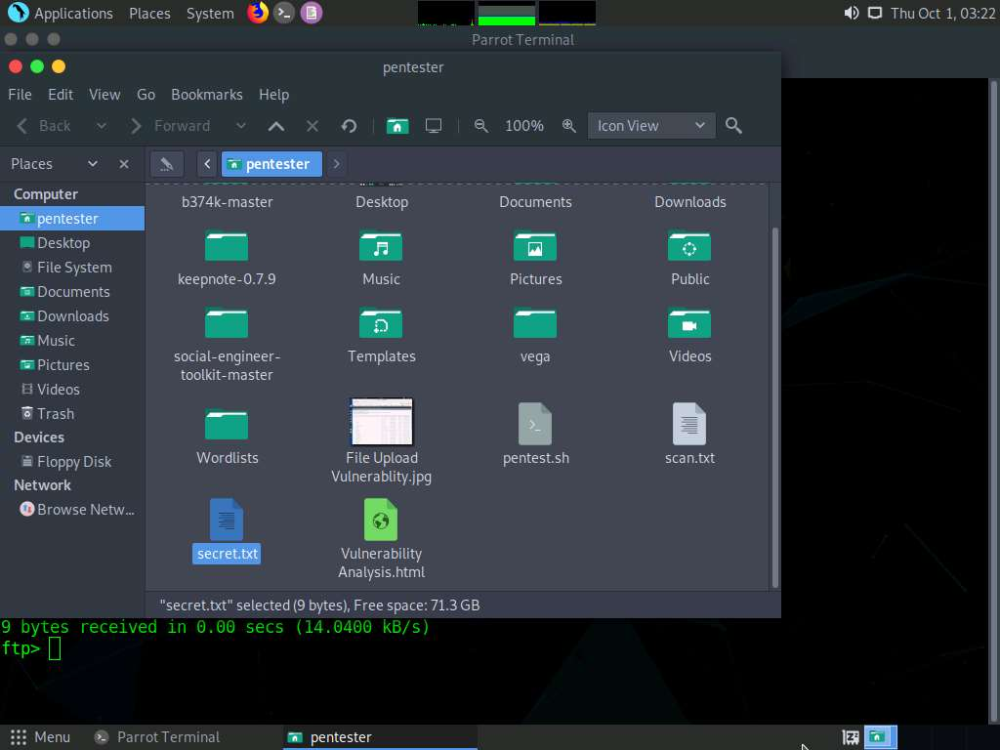 Applications Places System Thu Oct 1, 03:22
Parrot Terminal
pentester
File Edit View Go Bookmarks Help
Back Forward 100% Icon View
Places pentester
Computer
pentester
Desktop
File System
Documents
Downloads
Music
Pictures
Videos
Trash
Devices
Floppy Disk
Network
Browse Netw...
b374k-master Desktop Documents Downloads
keepnote-0.7.9 Music Pictures Public
social-engineer-
toolkit-master
Templates vega Videos
Wordlists
File Upload
Vulnerablity.jpg
pentest.sh scan.txt
secret.txt
Vulnerability
Analysis.html
"secret.txt" selected (9 bytes), Free space: 71.3 GB
9 bytes received in 0.00 secs (14.0400 kB/s)
ftp>
Menu Parrot Terminal pentester